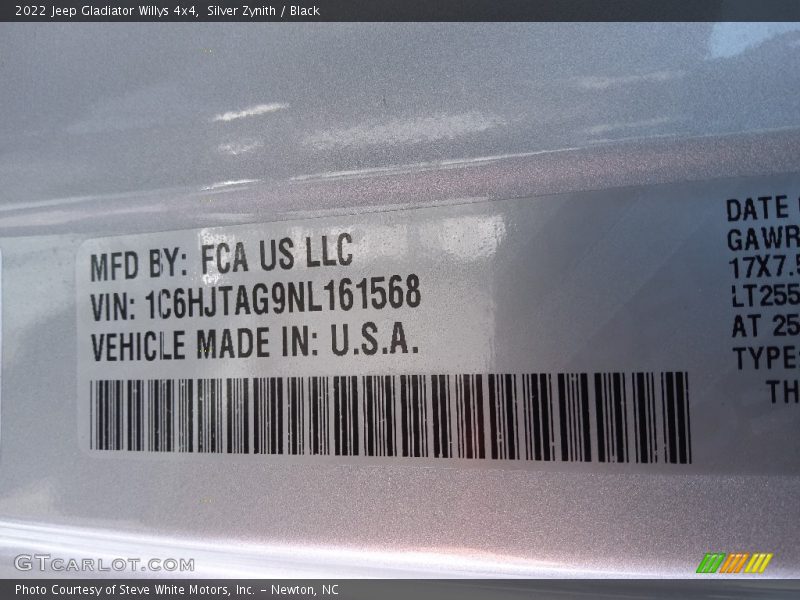 2022 Jeep Gladiator Willys 4x4, Silver Zynith / Black
MFD BY: FCA US LLC
VIN: 1C6HJTAG9NL161568
VEHICLE MADE IN: U.S.A.
DATE
GAWR
17X7.5
LT255
AT 25
TYPE
TH
GTCARLOT.COM
Photo Courtesy of Steve White Motors, Inc. – Newton, NC